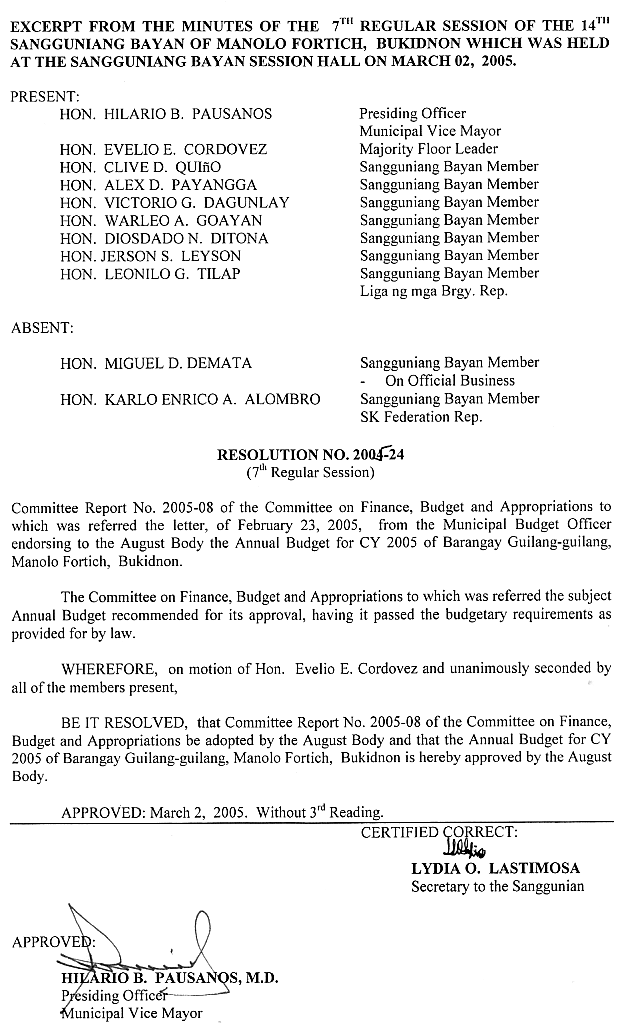 EXCERPT FROM THE MINUTES OF THE 7TH REGULAR SESSION OF THE 14TH
SANGGUNIANG BAYAN OF MANOLO FORTICH, BUKIDNON WHICH WAS HELD
AT THE SANGGUNIANG BAYAN SESSION HALL ON MARCH 02, 2005.
PRESENT:
HON. HILARIO B. PAUSANOS Presiding Officer
Municipal Vice Mayor
HON. EVELIO E. CORDOVEZ Majority Floor Leader
HON. CLIVE D. QUIñO Sangguniang Bayan Member
HON. ALEX D. PAYANGGA Sangguniang Bayan Member
HON. VICTORIO G. DAGUNLAY Sangguniang Bayan Member
HON. WARLEO A. GOAYAN Sangguniang Bayan Member
HON. DIOSDADO N. DITONA Sangguniang Bayan Member
HON. JERSON S. LEYSON Sangguniang Bayan Member
HON. LEONILO G. TILAP Sangguniang Bayan Member
Liga ng mga Brgy. Rep.
ABSENT:
HON. MIGUEL D. DEMATA Sangguniang Bayan Member
- On Official Business
HON. KARLO ENRICO A. ALOMBRO Sangguniang Bayan Member
SK Federation Rep.
RESOLUTION NO. 2005-24
(7th Regular Session)
Committee Report No. 2005-08 of the Committee on Finance, Budget and Appropriations to
which was referred the letter, of February 23, 2005, from the Municipal Budget Officer
endorsing to the August Body the Annual Budget for CY 2005 of Barangay Guilang-guilang,
Manolo Fortich, Bukidnon.
The Committee on Finance, Budget and Appropriations to which was referred the subject
Annual Budget recommended for its approval, having it passed the budgetary requirements as
provided for by law.
WHEREFORE, on motion of Hon. Evelio E. Cordovez and unanimously seconded by
all of the members present,
BE IT RESOLVED, that Committee Report No. 2005-08 of the Committee on Finance,
Budget and Appropriations be adopted by the August Body and that the Annual Budget for CY
2005 of Barangay Guilang-guilang, Manolo Fortich, Bukidnon is hereby approved by the August
Body.
APPROVED: March 2, 2005. Without 3rd Reading.
CERTIFIED CORRECT:
LYDIA O. LASTIMOSA
Secretary to the Sanggunian
APPROVED:
HILARIO B. PAUSANOS, M.D.
Presiding Officer
Municipal Vice Mayor